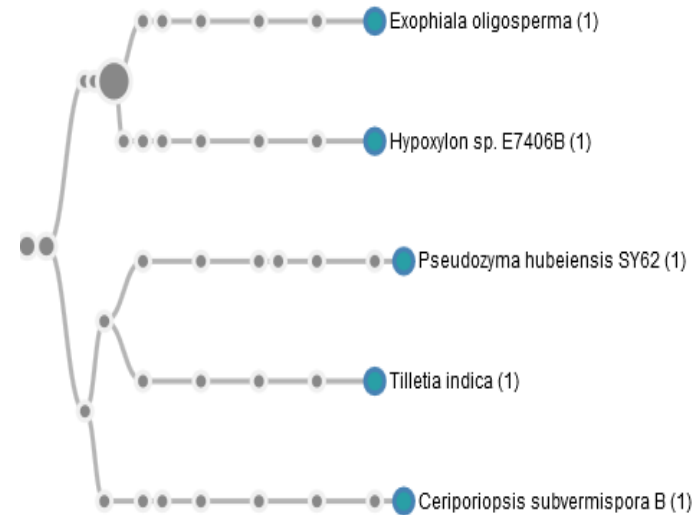 Exophiala oligosperma (1)
Hypoxylon sp. E7406B (1)
Pseudozyma hubeiensis SY62 (1)
Tilletia indica (1)
Ceriporiopsis subvermispora B (1)